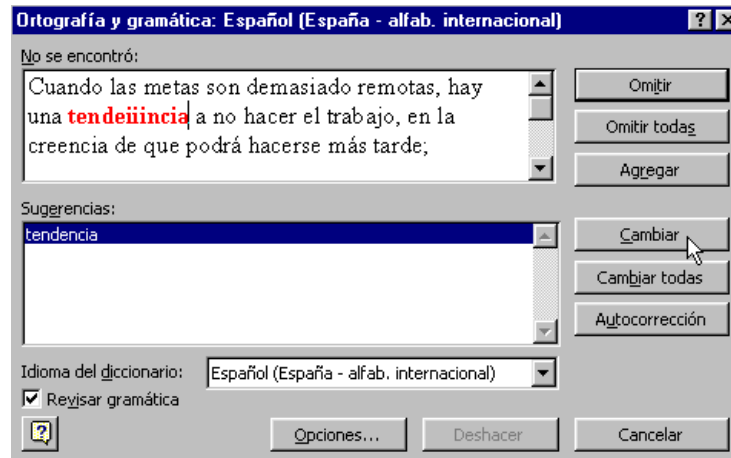 Ortografía y gramática: Español (España - alfab. internacional)
No se encontró:
Cuando las metas son demasiado remotas, hay
una tendeiiincia a no hacer el trabajo, en la
creencia de que podrá hacerse más tarde;
Omitir
Omitir todas
Agregar
Sugerencias:
tendencia
Cambiar
Cambiar todas
Autocorrección
Idioma del diccionario: Español (España - alfab. internacional)
Revisar gramática
Opciones... Deshacer Cancelar